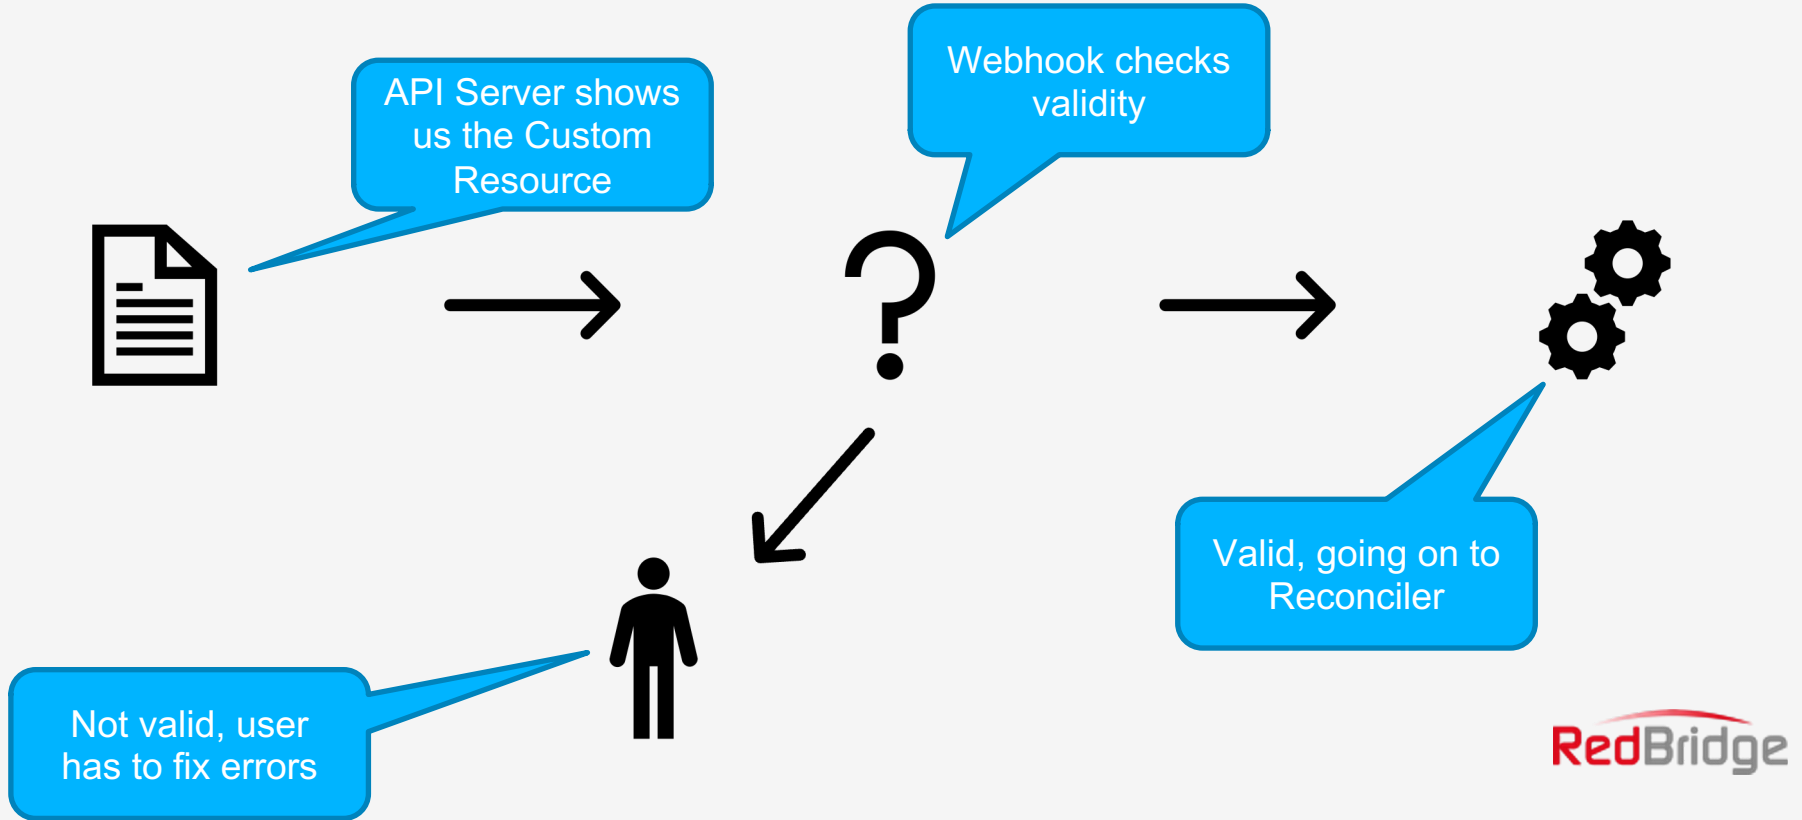 API Server shows
us the Custom
Resource
Webhook checks
validity
Valid, going on to
Reconciler
Not valid, user
has to fix errors
RedBridge